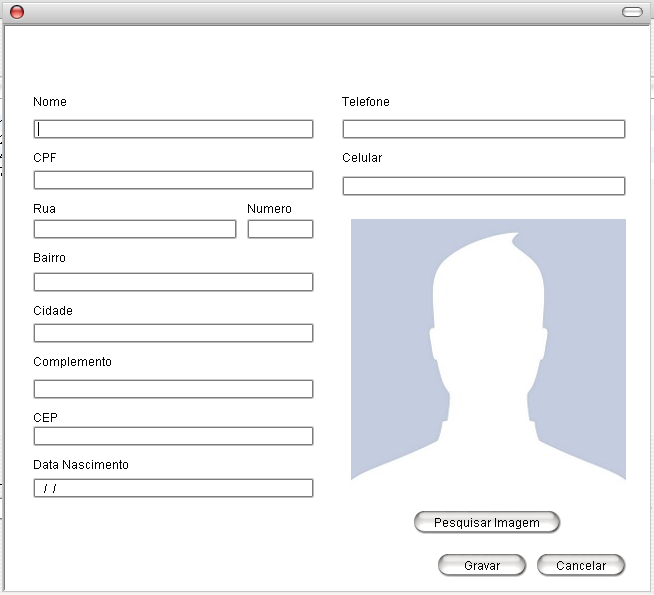 Nome
Telefone
CPF
Celular
Rua
Numero
Bairro
Cidade
Complemento
CEP
Data Nascimento
/ /
Pesquisar Imagem
Gravar
Cancelar